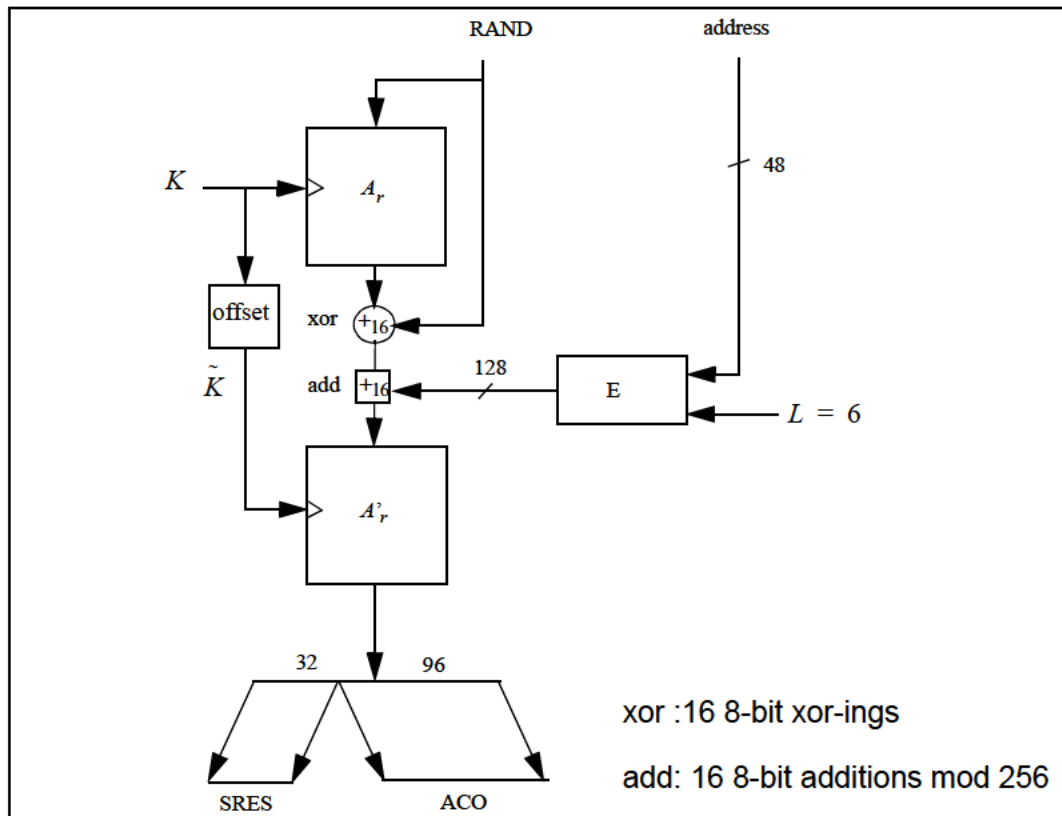 RAND
address
48
K
A_r
offset
xor
+16
K̃
add
+16
128
E
L = 6
A'_r
32
96
SRES
ACO
xor :16 8-bit xor-ings
add: 16 8-bit additions mod 256